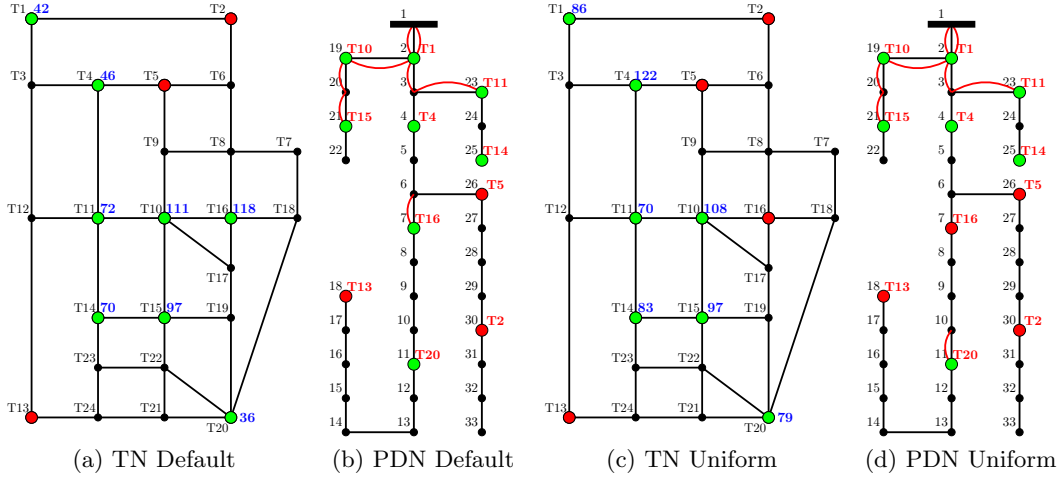 T1 42 T2
T3 T4 46 T5 T6
T9 T8 T7
T12 T11 72 T10 111 T16 118 T18
T17
T14 70 T15 97 T19
T23 T22
T13 T24 T21 T20 36
(a) TN Default
1
19 T10 2 T1
20 3 23 T11
21 T15 4 T4 24
22 5 25 T14
6 26 T5
7 T16 27
8 28
18 T13 9 29
17 10 30 T2
16 11 T20 31
15 12 32
14 13 33
(b) PDN Default
T1 86 T2
T3 T4 122 T5 T6
T9 T8 T7
T12 T11 70 T10 108 T16 T18
T17
T14 83 T15 97 T19
T23 T22
T13 T24 T21 T20 79
(c) TN Uniform
1
19 T10 2 T1
20 3 23 T11
21 T15 4 T4 24
22 5 25 T14
6 26 T5
7 T16 27
8 28
18 T13 9 29
17 10 30 T2
16 11 T20 31
15 12 32
14 13 33
(d) PDN Uniform